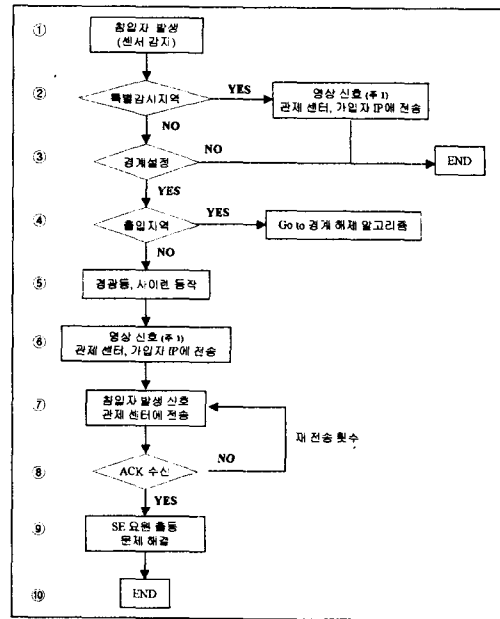 ①
침입자 발생
(센서 감지)
②
특별감시지역
YES
영상 신호 (주 1)
관제 센터, 가입자 IP에 전송
NO
③
경계설정
NO
END
YES
④
출입지역
YES
Go to 경계 해제 알고리즘
NO
⑤
경광등, 사이렌 동작
⑥
영상 신호 (주 1)
관제 센터, 가입자 IP에 전송
⑦
침입자 발생 신호
관제 센터에 전송
재 전송 횟수
⑧
ACK 수신
NO
YES
⑨
SE 요원 출동
문제 해결
⑩
END